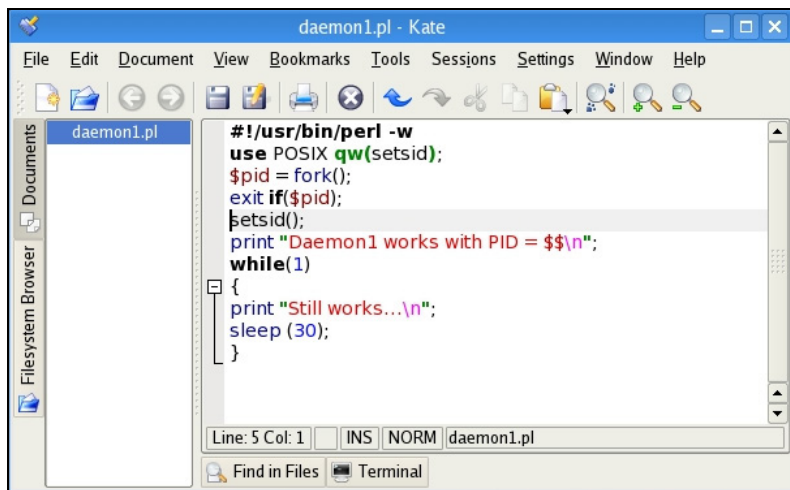 daemon1.pl - Kate
File Edit Document View Bookmarks Tools Sessions Settings Window Help
Documents
Filesystem Browser
daemon1.pl
#!/usr/bin/perl -w
use POSIX qw(setsid);
$pid = fork();
exit if($pid);
setsid();
print "Daemon1 works with PID = $$\n";
while(1)
{
print "Still works...\n";
sleep (30);
}
Line: 5 Col: 1 INS NORM daemon1.pl
Find in Files Terminal